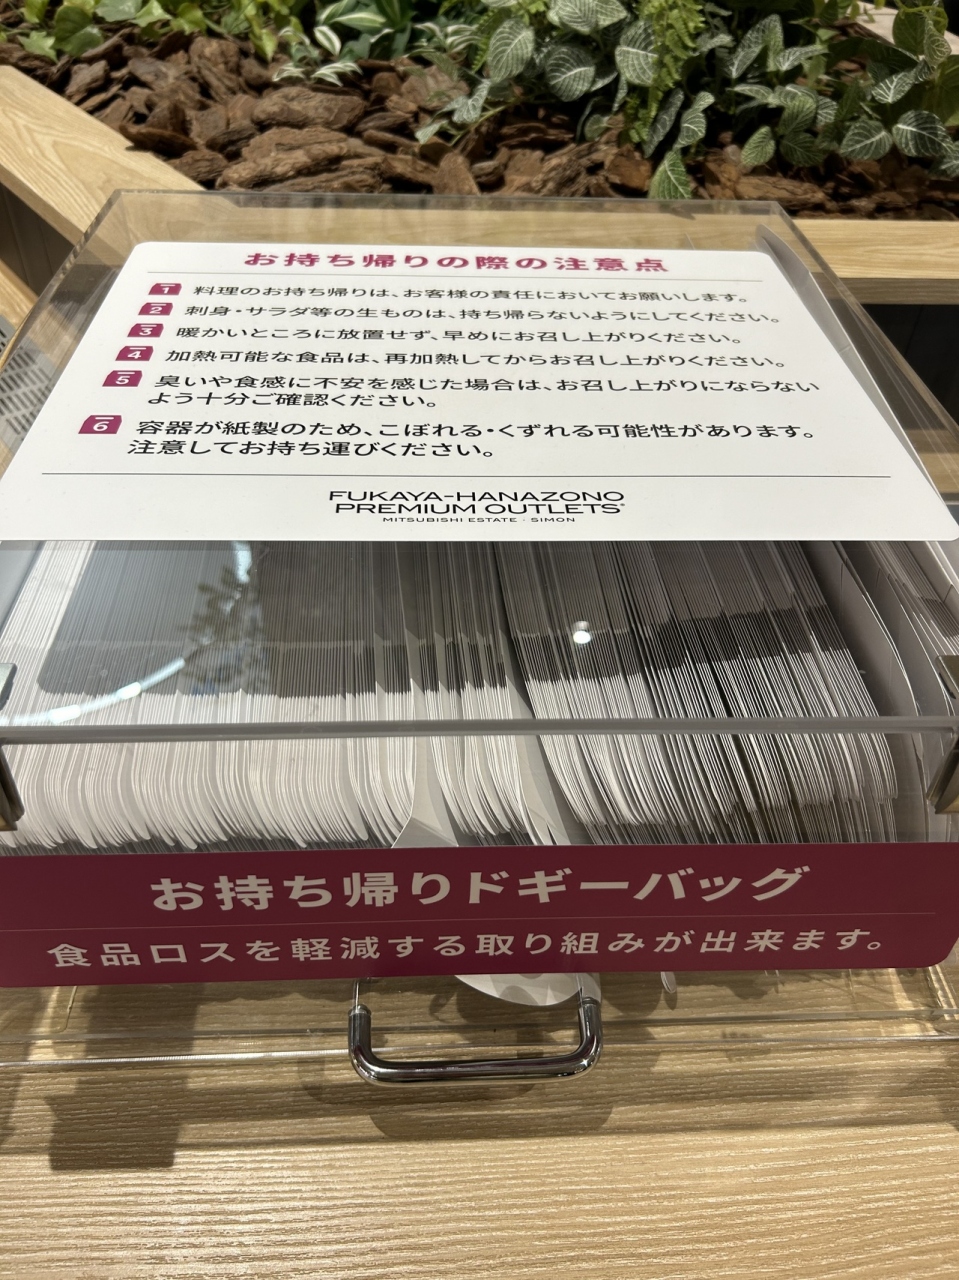 お持ち帰りの際の注意点
1 料理のお持ち帰りは、お客様の責任においてお願いします。
2 刺身・サラダ等の生ものは、持ち帰らないようにしてください。
3 暖かいところに放置せず、早めにお召し上がりください。
4 加熱可能な食品は、再加熱してからお召し上がりください。
5 臭いや食感に不安を感じた場合は、お召し上がりにならない
よう十分ご確認ください。
6 容器が紙製のため、こぼれる・くずれる可能性があります。
注意してお持ち運びください。
FUKAYA-HANAZONO
PREMIUM OUTLETS®
MITSUBISHI ESTATE · SIMON
お持ち帰りドギーバッグ
食品ロスを軽減する取り組みが出来ます。